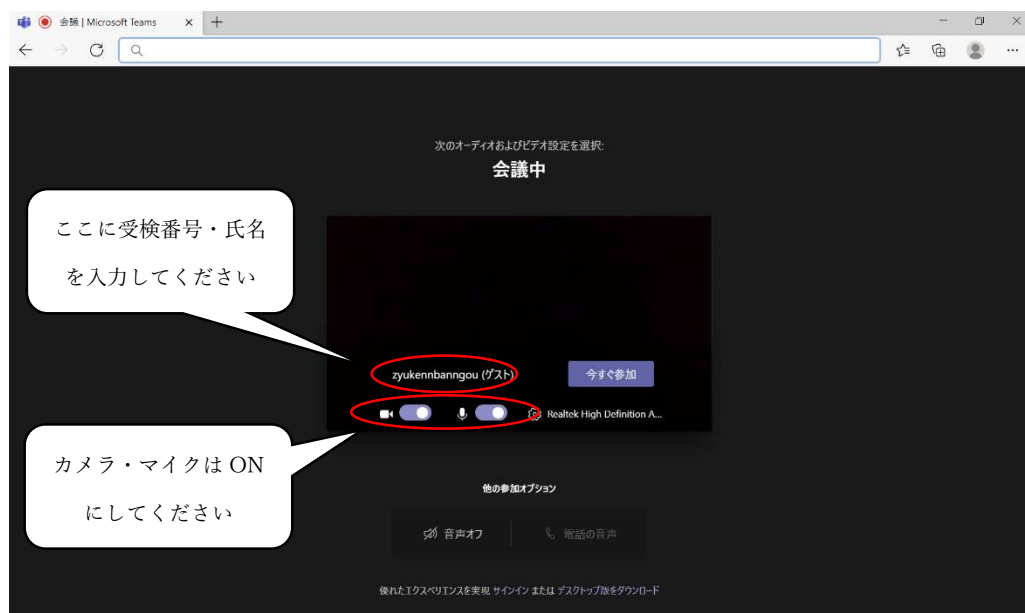 会議 | Microsoft Teams
次のオーディオおよびビデオ設定を選択:
会議中
ここに受検番号・氏名
を入力してください
zyukennbanngou (ゲスト)
今すぐ参加
Realtek High Definition A...
カメラ・マイクは ON
にしてください
他の参加オプション
音声オフ
電話の音声
優れたエクスペリエンスを実現 サインイン または デスクトップ版をダウンロード